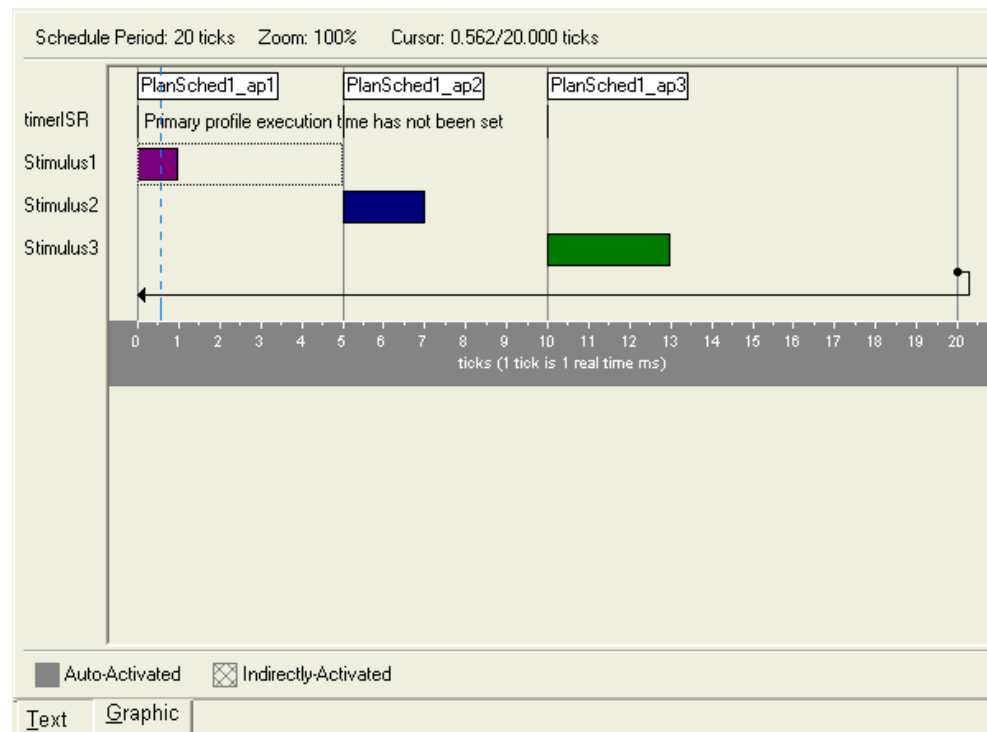 Schedule Period: 20 ticks Zoom: 100% Cursor: 0.562/20.000 ticks
PlanSched1_ap1 PlanSched1_ap2 PlanSched1_ap3
timerISR Primary profile execution time has not been set
Stimulus1
Stimulus2
Stimulus3
0 1 2 3 4 5 6 7 8 9 10 11 12 13 14 15 16 17 18 19 20
ticks (1 tick is 1 real time ms)
Auto-Activated Indirectly-Activated
Text Graphic